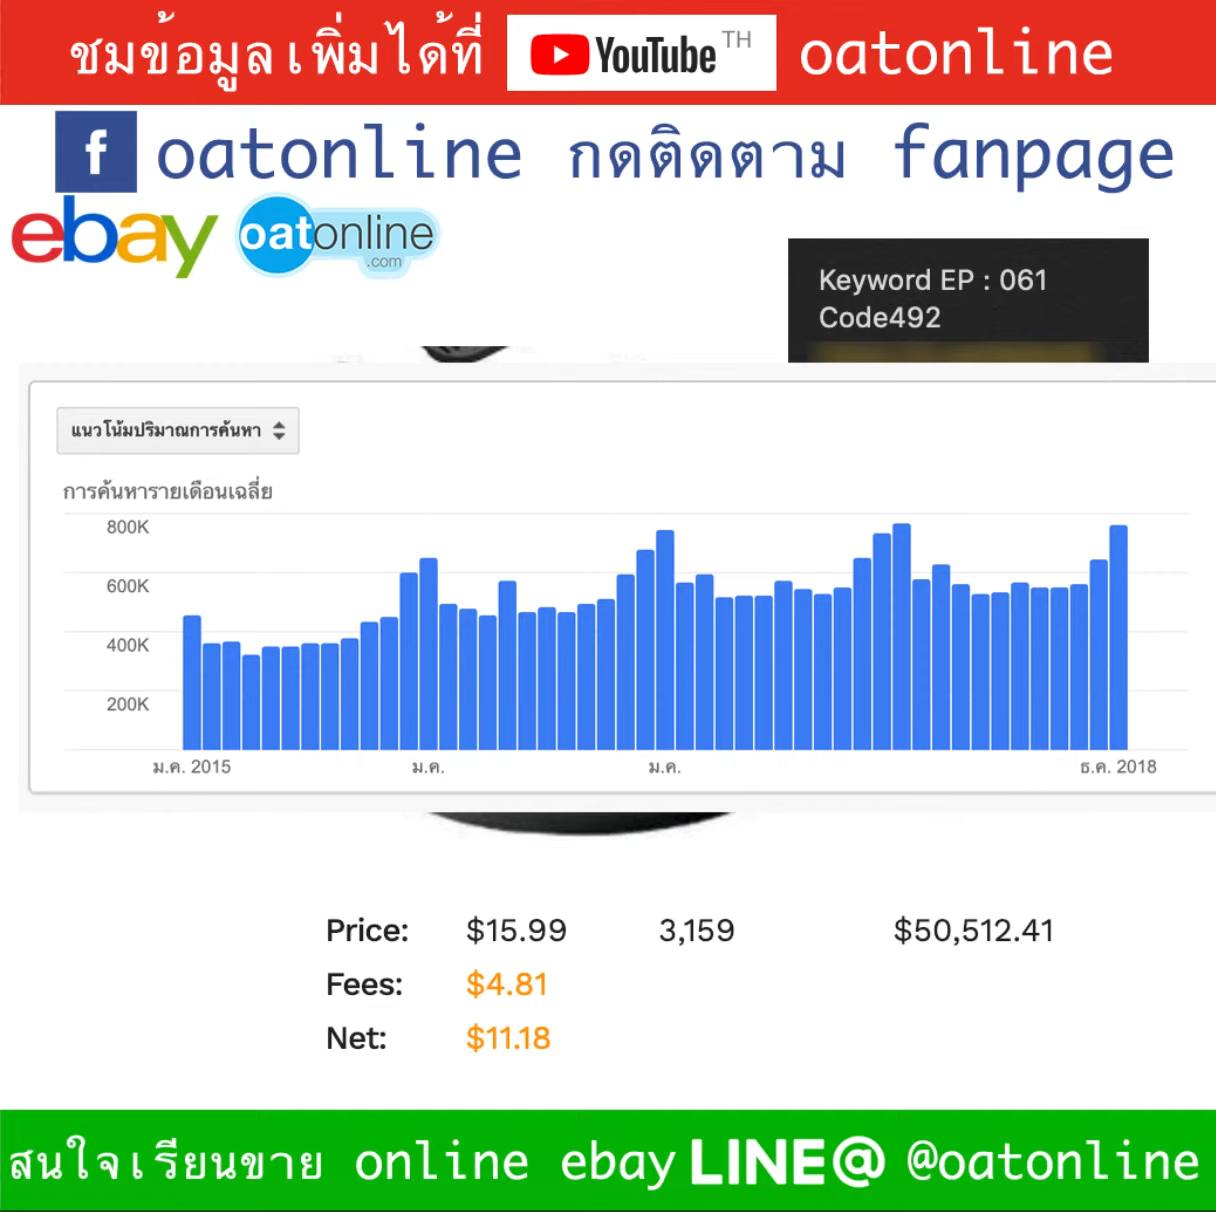 ชมข้อมูลเพิ่มได้ที่ YouTube TH oatonline
f oatonline กดติดตาม fanpage
ebay oatonline.com
Keyword EP : 061
Code492
แนวโน้มปริมาณการค้นหา
การค้นหารายเดือนเฉลี่ย
800K
600K
400K
200K
ม.ค. 2015 ม.ค. ม.ค. ธ.ค. 2018
Price: $15.99 3,159 $50,512.41
Fees: $4.81
Net: $11.18
สนใจเรียนขาย online ebay LINE@ @oatonline